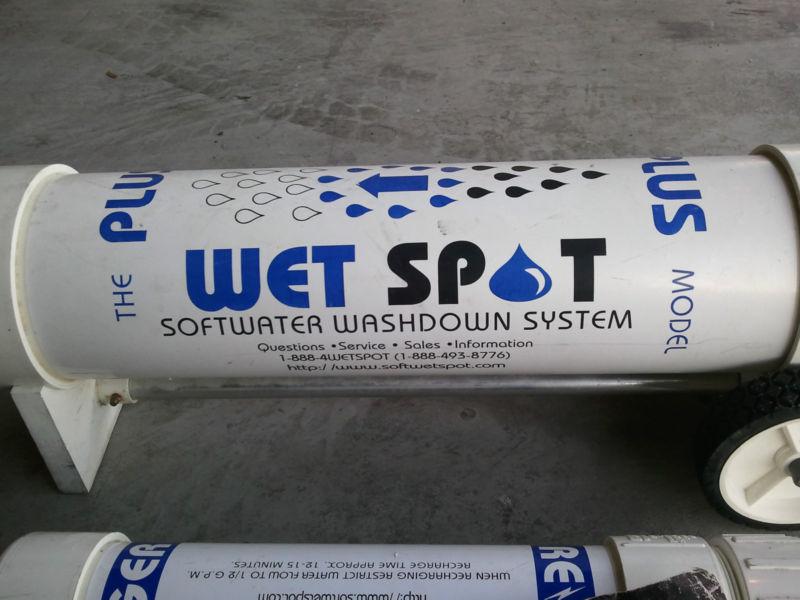 THE PLUS
PLUS MODEL
WET SPOT
SOFTWATER WASHDOWN SYSTEM
Questions • Service • Sales • Information
1-888-4WETSPOT (1-888-493-8776)
http://www.softwetspot.com
SER
RE
WHEN RECHARGING RESTRICT WATER FLOW TO 1/2 G.P.M.
RECHARGE TIME APPROX. 12-15 MINUTES.
http://www.softwetspot.com